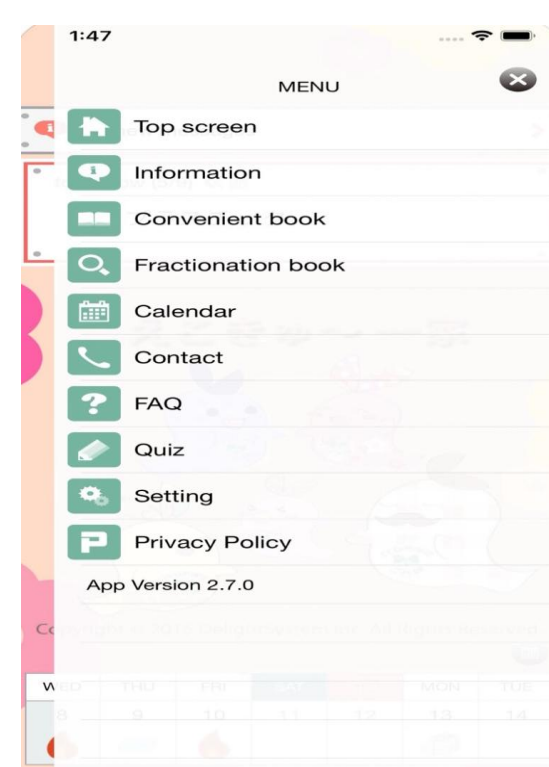 1:47
MENU
Top screen
Information
Convenient book
Fractionation book
Calendar
Contact
FAQ
Quiz
Setting
Privacy Policy
App Version 2.7.0
WED THU FRI SAT MON TUE
8 9 10 11 12 13 14